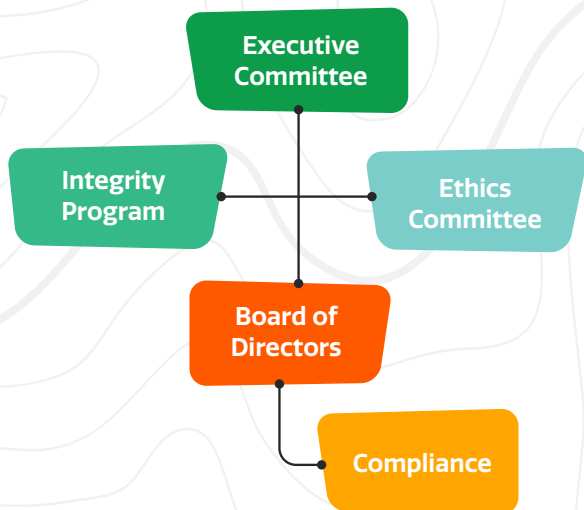 Executive
Committee
Integrity
Program
Ethics
Committee
Board of
Directors
Compliance